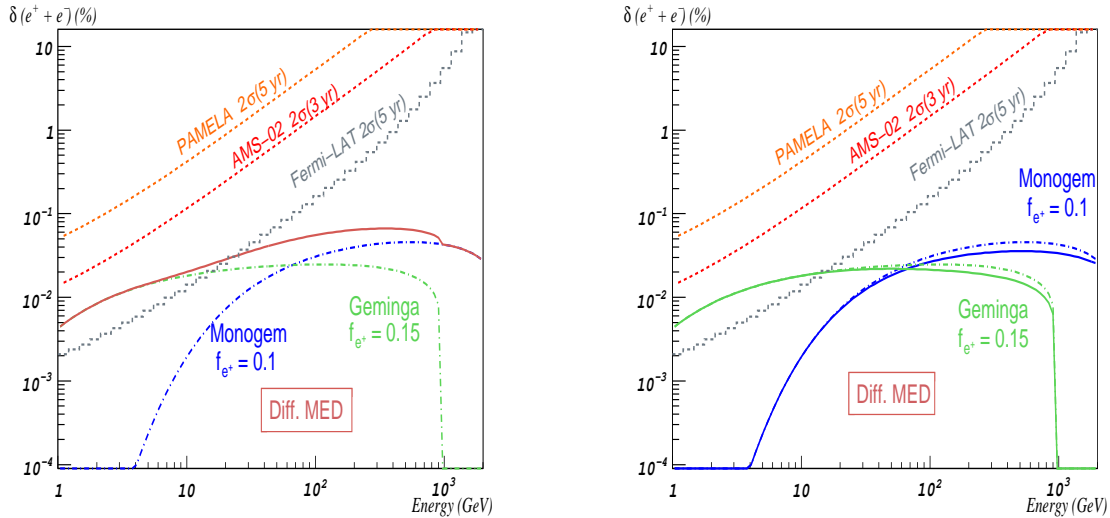 δ (e⁺ + e⁻) (%)
10
1
10⁻¹
10⁻²
10⁻³
10⁻⁴
PAMELA 2σ(5 yr)
AMS−02 2σ(3 yr)
Fermi−LAT 2σ(5 yr)
Monogem
f_e⁺ = 0.1
Geminga
f_e⁺ = 0.15
Diff. MED
1
10
10²
10³
Energy (GeV)
δ (e⁺ + e⁻) (%)
10
1
10⁻¹
10⁻²
10⁻³
10⁻⁴
PAMELA 2σ(5 yr)
AMS−02 2σ(3 yr)
Fermi−LAT 2σ(5 yr)
Monogem
f_e⁺ = 0.1
Geminga
f_e⁺ = 0.15
Diff. MED
1
10
10²
10³
Energy (GeV)